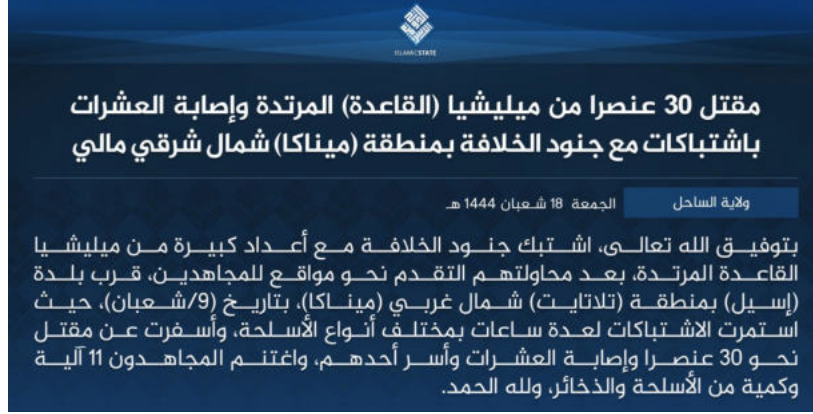 ISLAMIC STATE
مقتل 30 عنصرا من ميليشيا (القاعدة) المرتدة وإصابة العشرات
باشتباكات مع جنود الخلافة بمنطقة (ميناكا) شمال شرقي مالي
ولاية الساحل الجمعة 18 شعبان 1444 هـ
بتوفيق الله تعالى، اشتبك جنود الخلافة مع أعداد كبيرة من ميليشيا
القاعدة المرتدة، بعد محاولتهم التقدم نحو مواقع للمجاهدين، قرب بلدة
(إسيل) بمنطقة (تلاتايت) شمال غربي (ميناكا)، بتاريخ (9/شعبان)، حيث
استمرت الاشتباكات لعدة ساعات بمختلف أنواع الأسلحة، وأسفرت عن مقتل
نحو 30 عنصرا وإصابة العشرات وأسر أحدهم، واغتنم المجاهدون 11 آلية
وكمية من الأسلحة والذخائر، ولله الحمد.